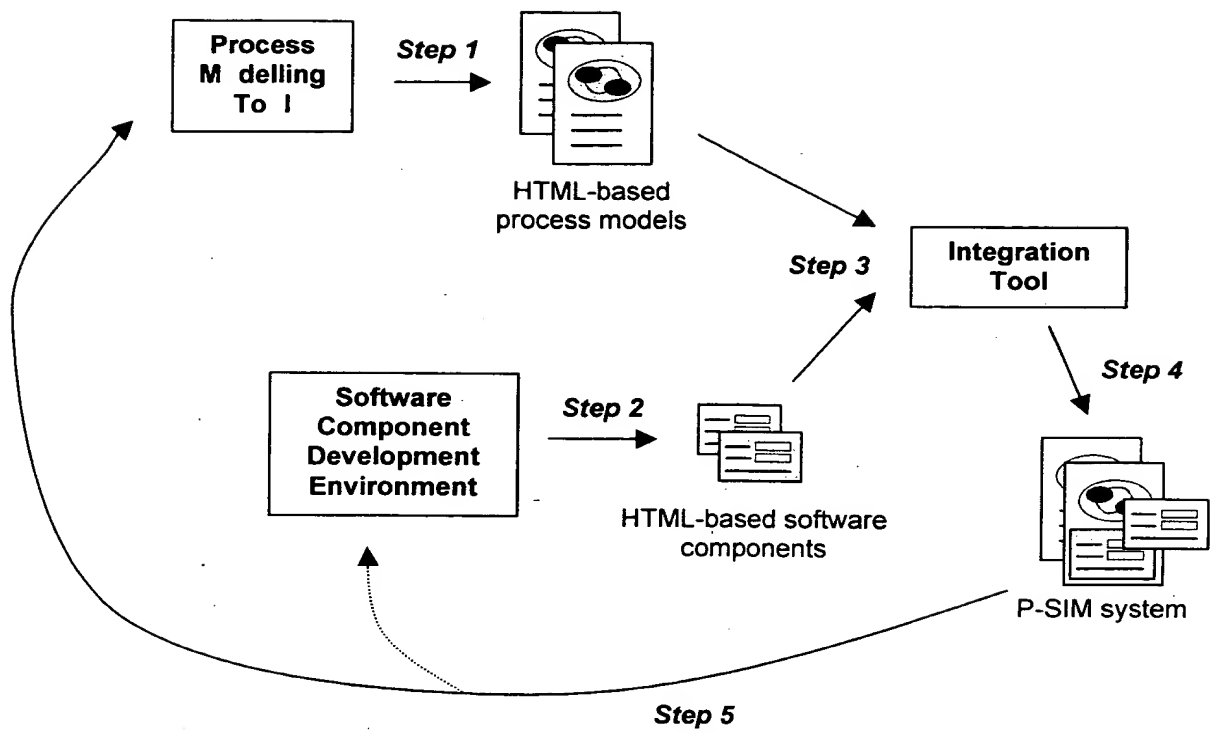 Process
M delling
To l
Step 1
HTML-based
process models
Step 3
Integration
Tool
Step 4
Software
Component
Development
Environment
Step 2
HTML-based software
components
P-SIM system
Step 5